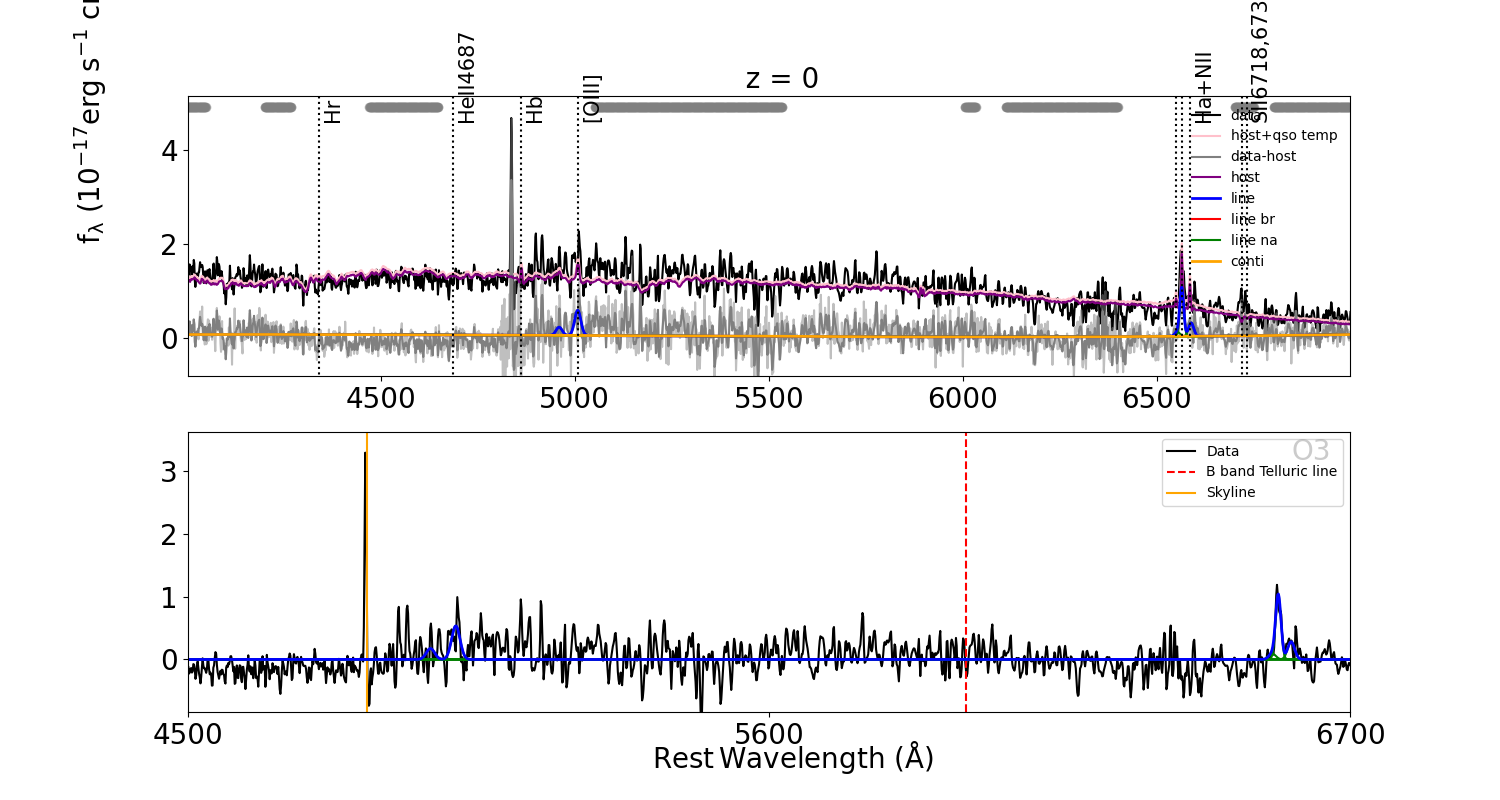 z = 0
Hr
HeII4687
Hb
[OIII]
Ha+NII
SII6718,673
f_λ (10^−17 erg s^−1 c
4
2
0
data
host+qso temp
data-host
host
line
line br
line na
conti
4500 5000 5500 6000 6500
O3
3
2
1
0
Data
B band Telluric line
Skyline
4500 5600 6700
Rest Wavelength (Å)